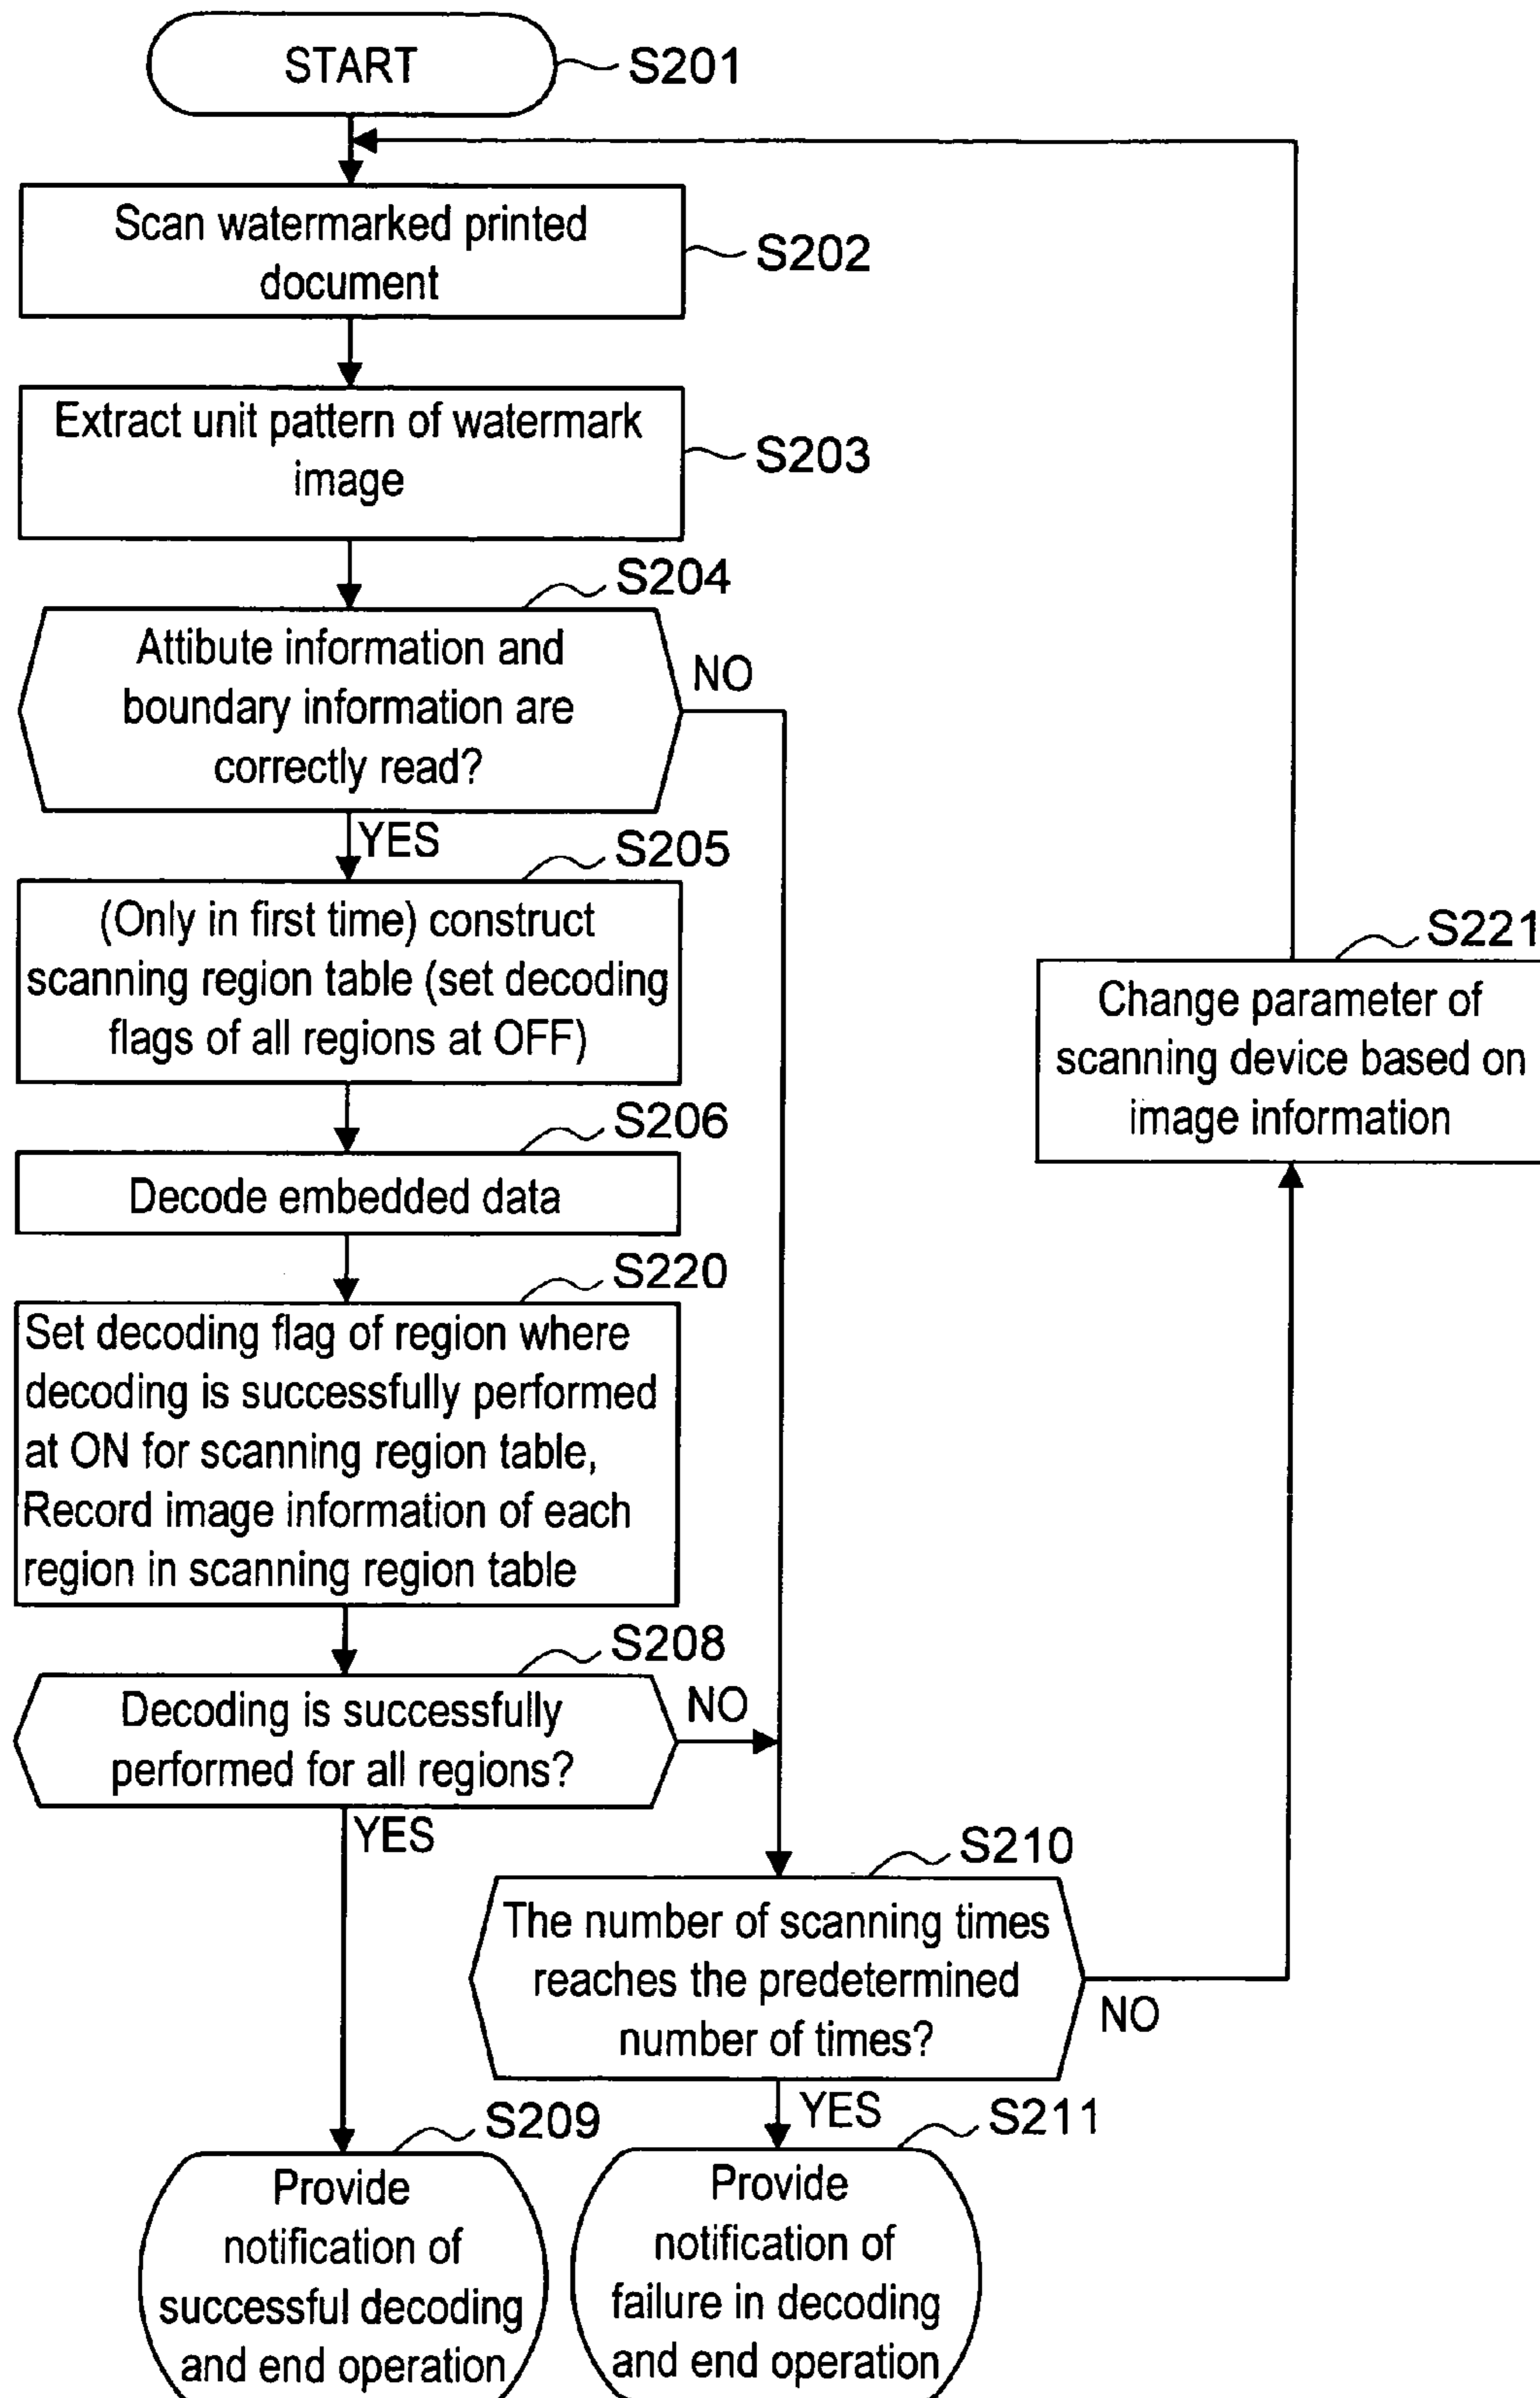 START
S201
Scan watermarked printed
document
S202
Extract unit pattern of watermark
image
S203
S204
Attibute information and
boundary information are
correctly read?
NO
YES
S205
(Only in first time) construct
scanning region table (set decoding
flags of all regions at OFF)
S221
Change parameter of
scanning device based on
image information
S206
Decode embedded data
S220
Set decoding flag of region where
decoding is successfully performed
at ON for scanning region table,
Record image information of each
region in scanning region table
S208
Decoding is successfully
performed for all regions?
NO
YES
S210
The number of scanning times
reaches the predetermined
number of times?
NO
YES
S209
Provide
notification of
successful decoding
and end operation
S211
Provide
notification of
failure in decoding
and end operation